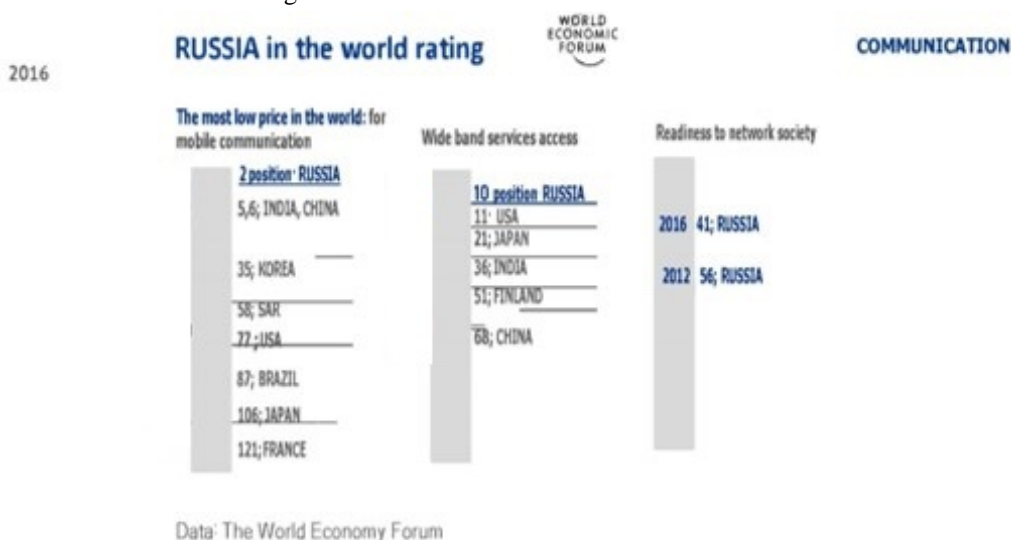 WORLD
ECONOMIC
FORUM
RUSSIA in the world rating
COMMUNICATION
2016
The most low price in the world: for
mobile communication
2 position· RUSSIA
5,6; INDIA, CHINA
35; KOREA
58; SAR
77 ;USA
87; BRAZIL
106; JAPAN
121; FRANCE
Wide band services access
10 position RUSSIA
11· USA
21; JAPAN
36; INDIA
51; FINLAND
68; CHINA
Readiness to network society
2016 41; RUSSIA
2012 56; RUSSIA
Data: The World Economy Forum